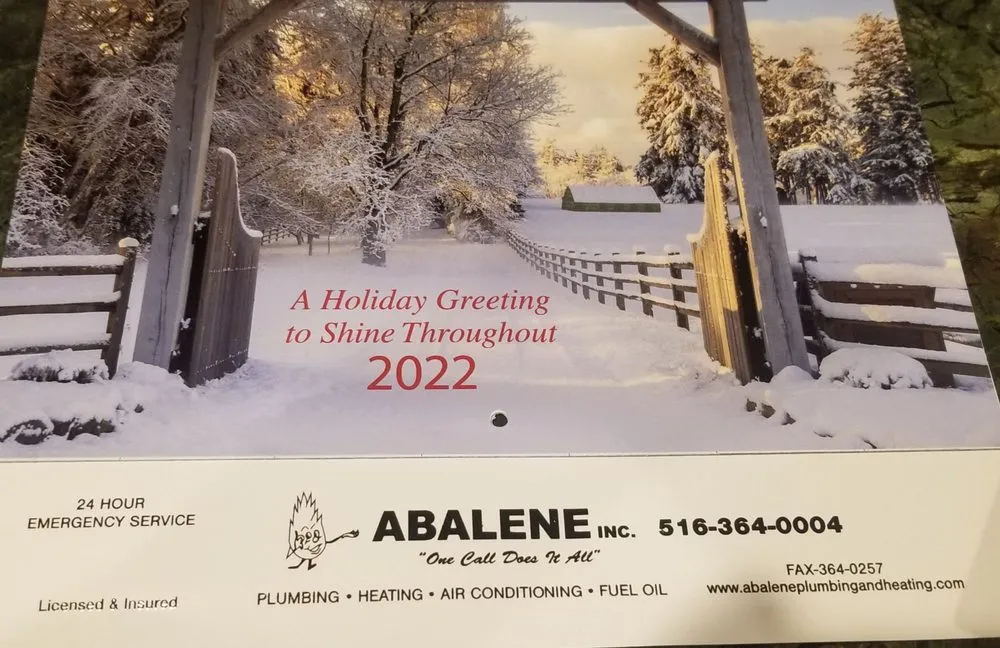 A Holiday Greeting
to Shine Throughout
2022
24 HOUR
EMERGENCY SERVICE
Licensed & Insured
ABALENE INC. 516-364-0004
"One Call Does It All"
FAX-364-0257
PLUMBING • HEATING • AIR CONDITIONING • FUEL OIL
www.abaleneplumbingandheating.com